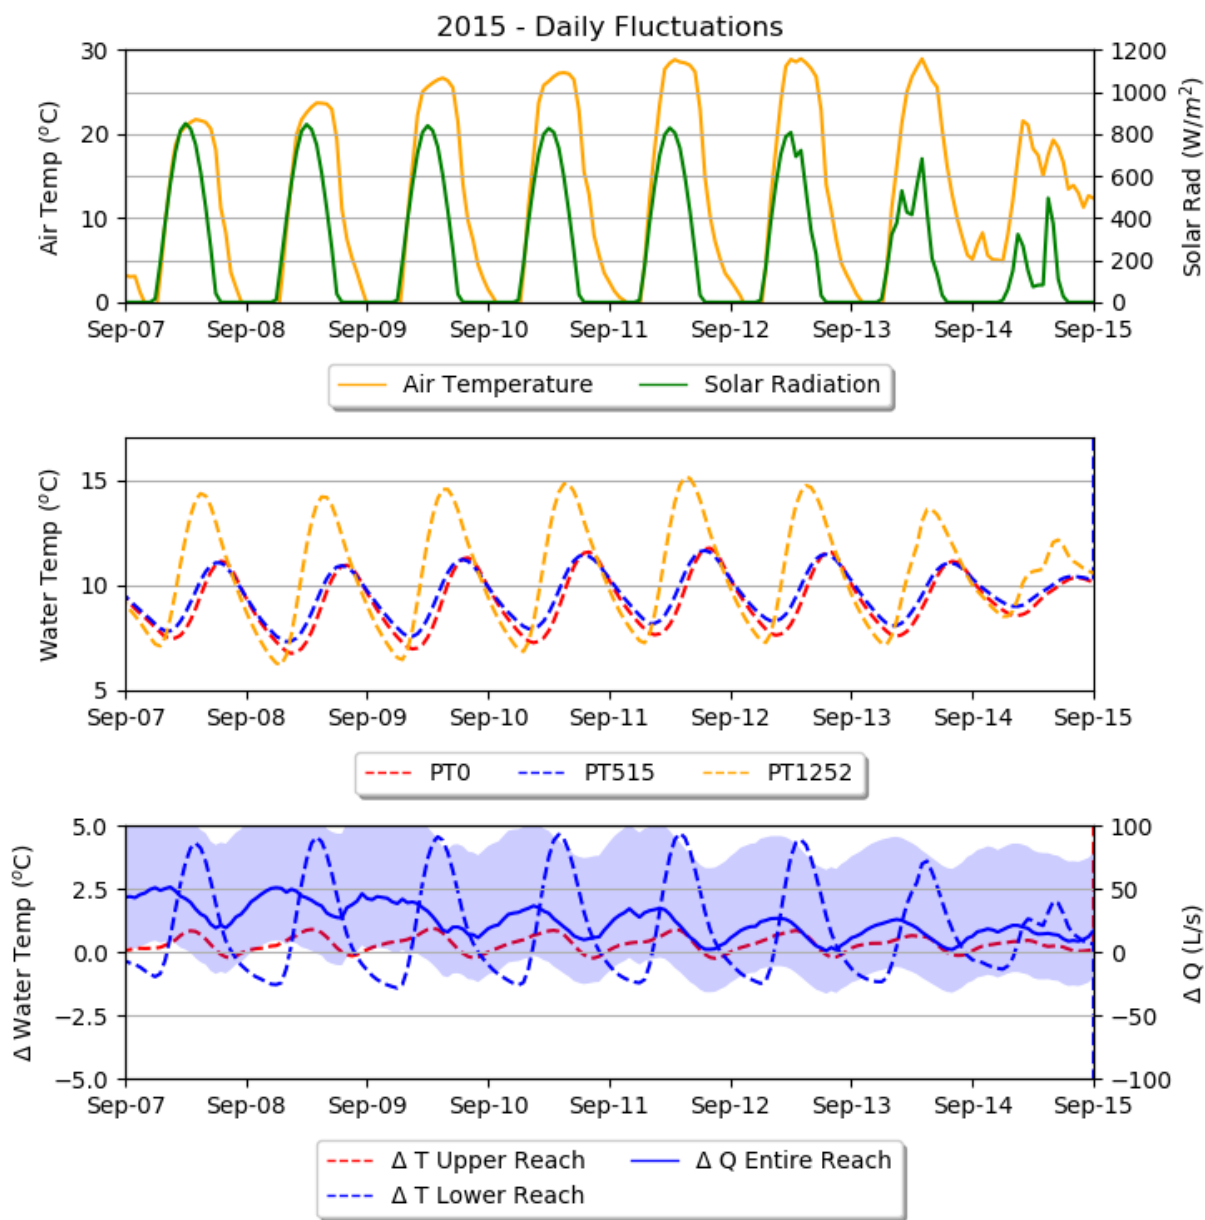 2015 - Daily Fluctuations
Air Temp (⁰C)
30
20
10
0
1200
1000
800
600
400
200
0
Solar Rad (W/m²)
Sep-07 Sep-08 Sep-09 Sep-10 Sep-11 Sep-12 Sep-13 Sep-14 Sep-15
Air Temperature Solar Radiation
Water Temp (⁰C)
15
10
5
Sep-07 Sep-08 Sep-09 Sep-10 Sep-11 Sep-12 Sep-13 Sep-14 Sep-15
PT0 PT515 PT1252
Δ Water Temp (⁰C)
5.0
2.5
0.0
−2.5
−5.0
100
50
0
−50
−100
Δ Q (L/s)
Sep-07 Sep-08 Sep-09 Sep-10 Sep-11 Sep-12 Sep-13 Sep-14 Sep-15
Δ T Upper Reach Δ Q Entire Reach
Δ T Lower Reach